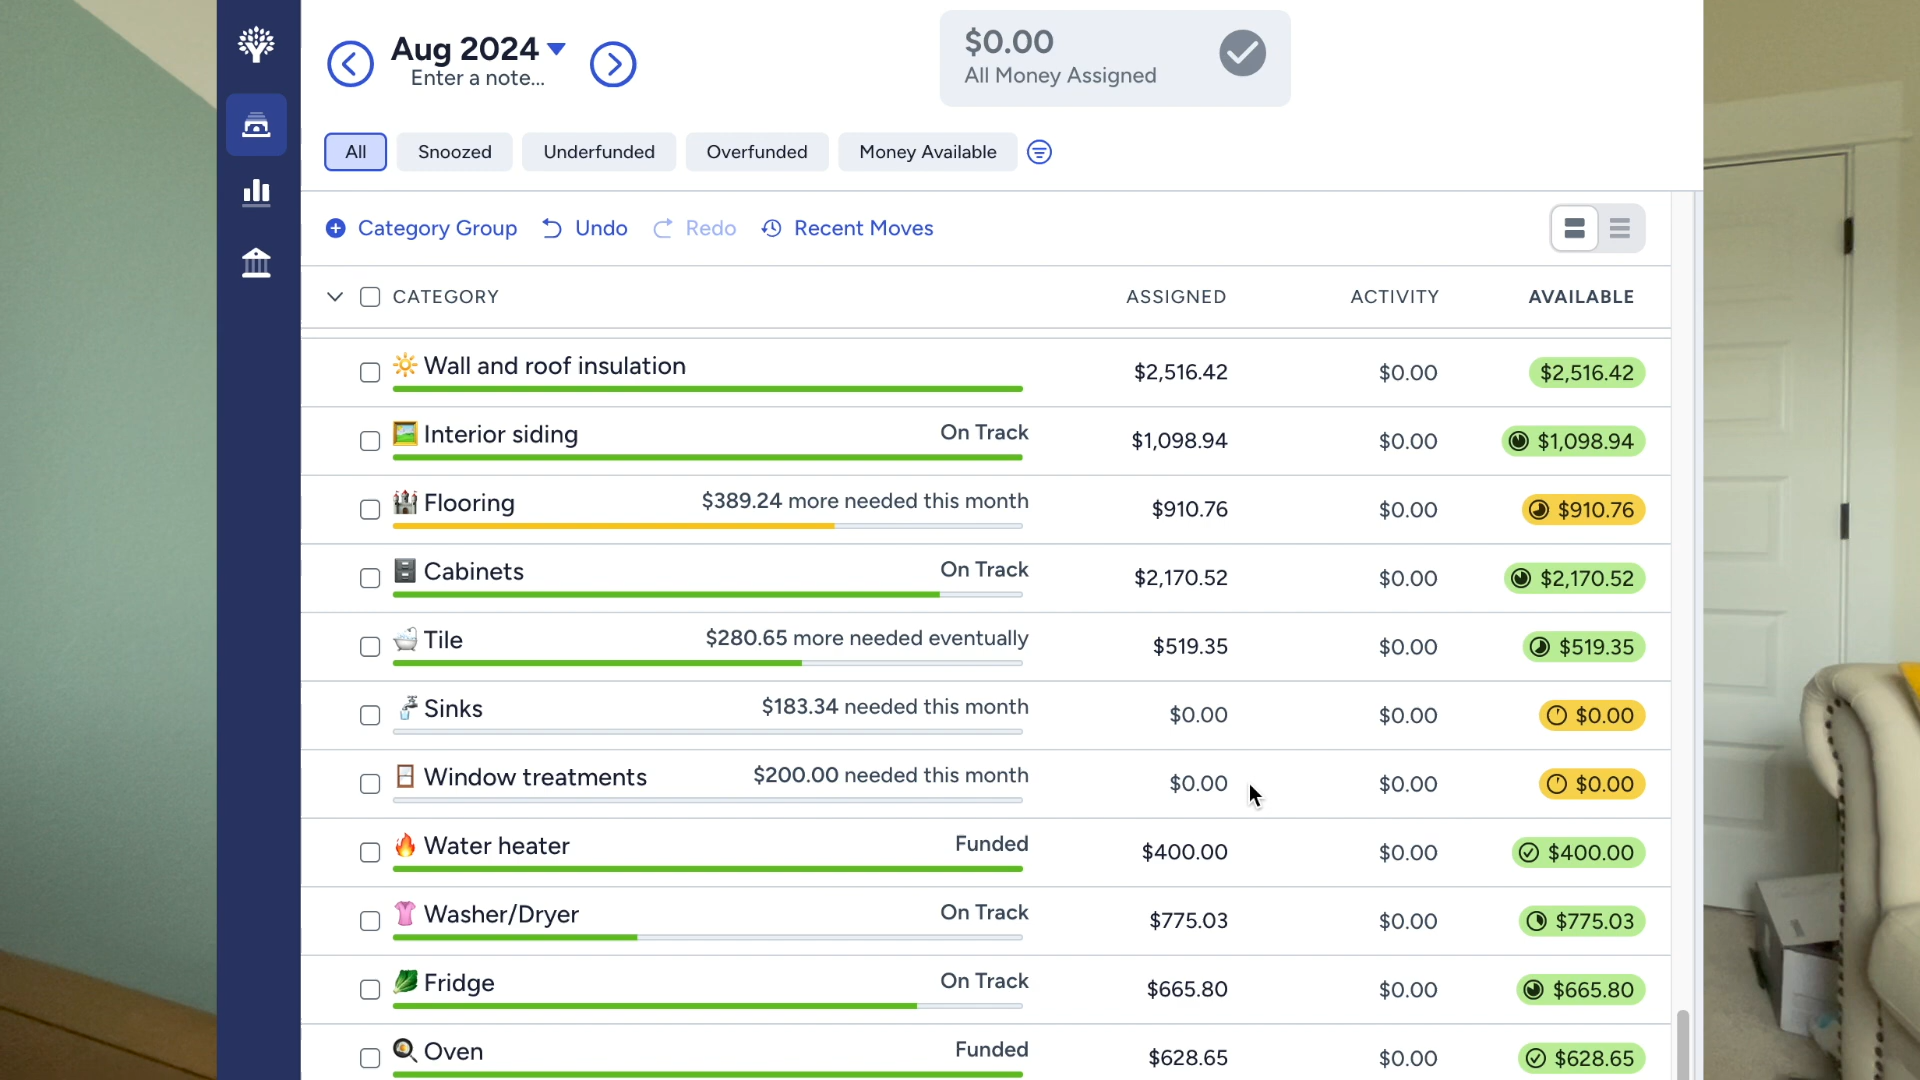 Aug 2024
Enter a note...
$0.00
All Money Assigned
All
Snoozed
Underfunded
Overfunded
Money Available
Category Group
Undo
Redo
Recent Moves
CATEGORY ASSIGNED ACTIVITY AVAILABLE
Wall and roof insulation $2,516.42 $0.00 $2,516.42
Interior siding On Track $1,098.94 $0.00 $1,098.94
Flooring $389.24 more needed this month $910.76 $0.00 $910.76
Cabinets On Track $2,170.52 $0.00 $2,170.52
Tile $280.65 more needed eventually $519.35 $0.00 $519.35
Sinks $183.34 needed this month $0.00 $0.00 $0.00
Window treatments $200.00 needed this month $0.00 $0.00 $0.00
Water heater Funded $400.00 $0.00 $400.00
Washer/Dryer On Track $775.03 $0.00 $775.03
Fridge On Track $665.80 $0.00 $665.80
Oven Funded $628.65 $0.00 $628.65